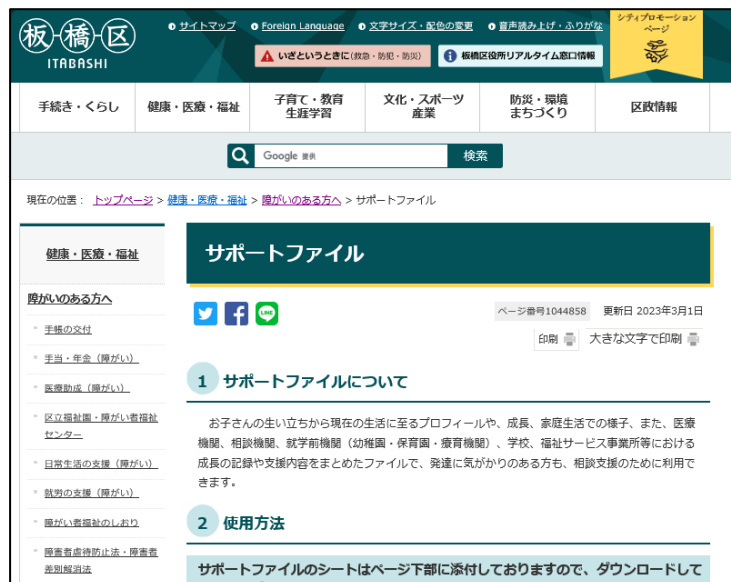 板橋区
ITABASHI
サイトマップ
Foreign Language
文字サイズ・配色の変更
音声読み上げ・ふりがな
シティプロモーション
ページ
いざというときに(救急・防犯・防災)
板橋区役所リアルタイム窓口情報
手続き・くらし
健康・医療・福祉
子育て・教育
生涯学習
文化・スポーツ
産業
防災・環境
まちづくり
区政情報
Google 提供
検索
現在の位置： トップページ > 健康・医療・福祉 > 障がいのある方へ > サポートファイル
健康・医療・福祉
障がいのある方へ
手帳の交付
手当・年金（障がい）
医療助成（障がい）
区立福祉園・障がい者福祉
センター
日常生活の支援（障がい）
就労の支援（障がい）
障がい者福祉のしおり
障害者虐待防止法・障害者
差別解消法
サポートファイル
LINE
ページ番号1044858 更新日 2023年3月1日
印刷 大きな文字で印刷
1 サポートファイルについて
お子さんの生い立ちから現在の生活に至るプロフィールや、成長、家庭生活での様子、また、医療
機関、相談機関、就学前機関（幼稚園・保育園・療育機関）、学校、福祉サービス事業所等における
成長の記録や支援内容をまとめたファイルで、発達に気がかりのある方も、相談支援のために利用で
きます。
2 使用方法
サポートファイルのシートはページ下部に添付しておりますので、ダウンロードして